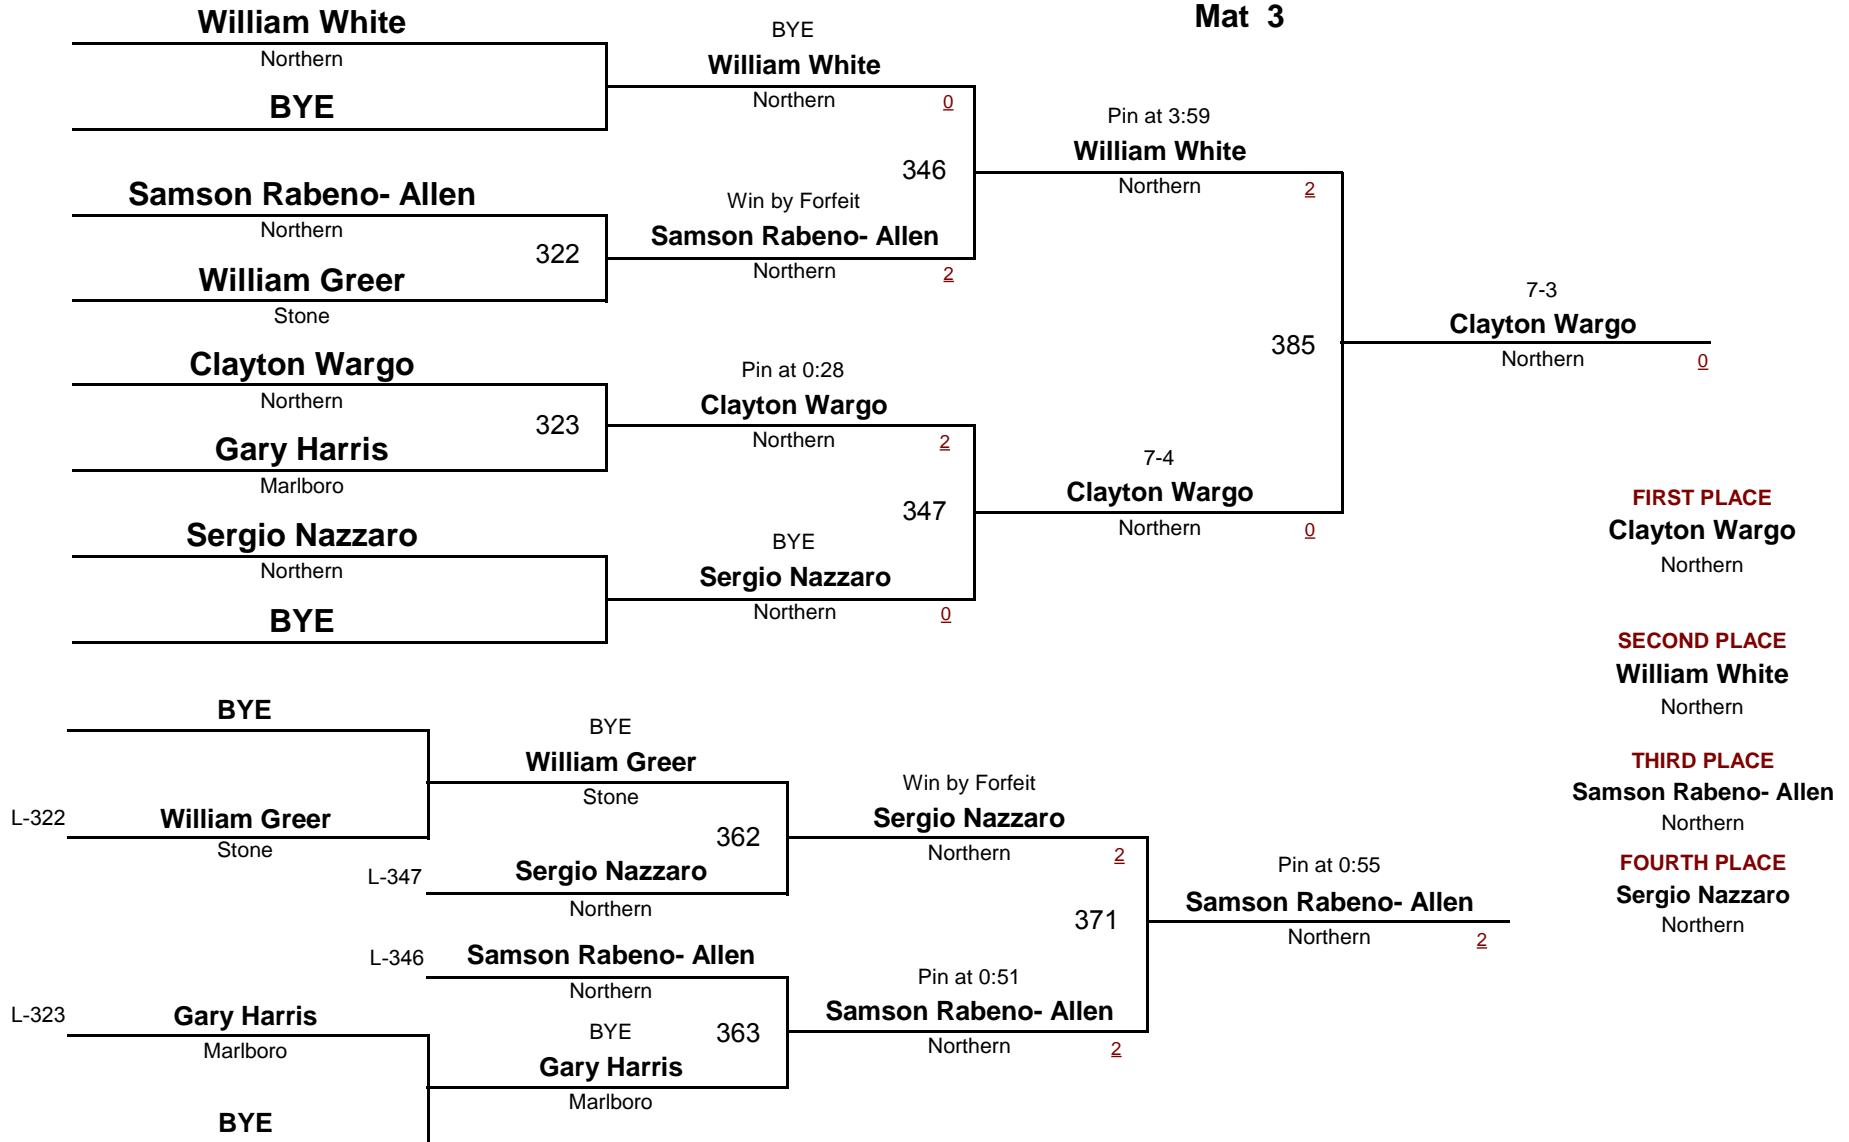 Mat 3
William White
Northern
BYE
Samson Rabeno- Allen
Northern
322
William Greer
Stone
Clayton Wargo
Northern
323
Gary Harris
Marlboro
Sergio Nazzaro
Northern
BYE
BYE
William White
Northern 0
346
Win by Forfeit
Samson Rabeno- Allen
Northern 2
Pin at 0:28
Clayton Wargo
Northern 2
347
BYE
Sergio Nazzaro
Northern 0
Pin at 3:59
William White
Northern 2
385
7-4
Clayton Wargo
Northern 0
7-3
Clayton Wargo
Northern 0
FIRST PLACE
Clayton Wargo
Northern
SECOND PLACE
William White
Northern
THIRD PLACE
Samson Rabeno- Allen
Northern
FOURTH PLACE
Sergio Nazzaro
Northern
BYE
L-322 William Greer
Stone
L-323 Gary Harris
Marlboro
BYE
BYE
William Greer
Stone
362
L-347 Sergio Nazzaro
Northern
L-346 Samson Rabeno- Allen
Northern
BYE 363
Gary Harris
Marlboro
Win by Forfeit
Sergio Nazzaro
Northern 2
371
Pin at 0:51
Samson Rabeno- Allen
Northern 2
Pin at 0:55
Samson Rabeno- Allen
Northern 2